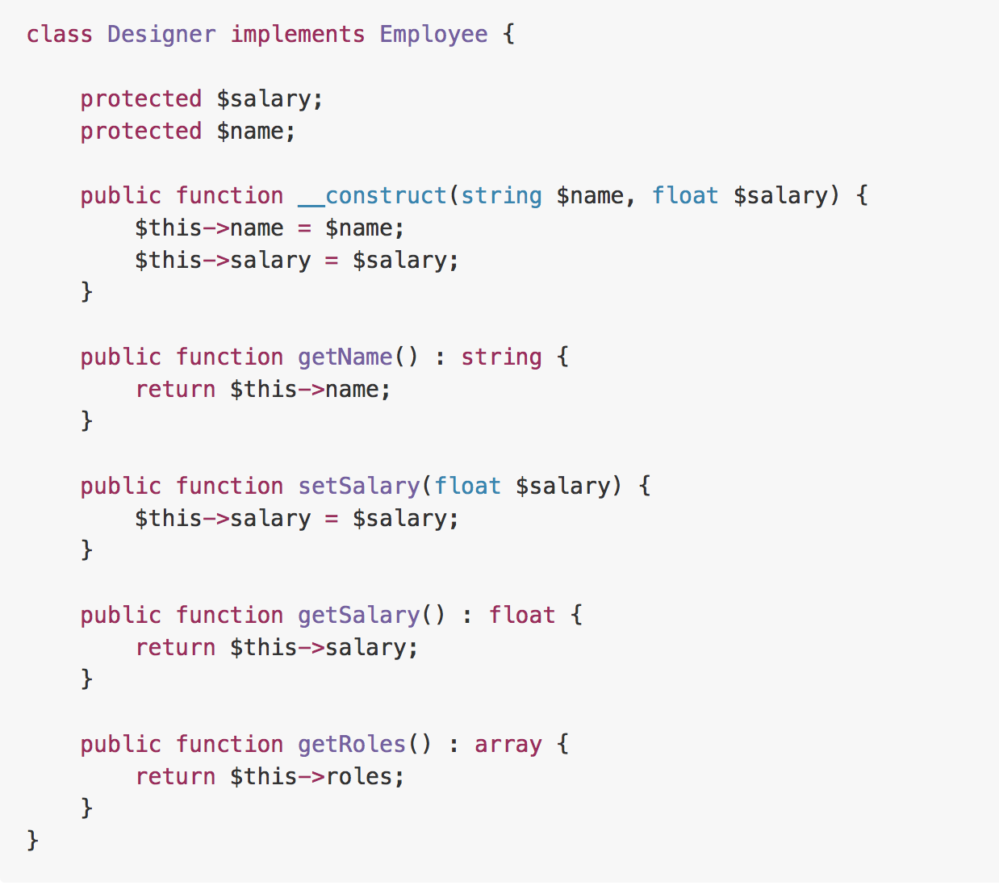 class Designer implements Employee {
protected $salary;
protected $name;
public function __construct(string $name, float $salary) {
$this->name = $name;
$this->salary = $salary;
}
public function getName() : string {
return $this->name;
}
public function setSalary(float $salary) {
$this->salary = $salary;
}
public function getSalary() : float {
return $this->salary;
}
public function getRoles() : array {
return $this->roles;
}
}